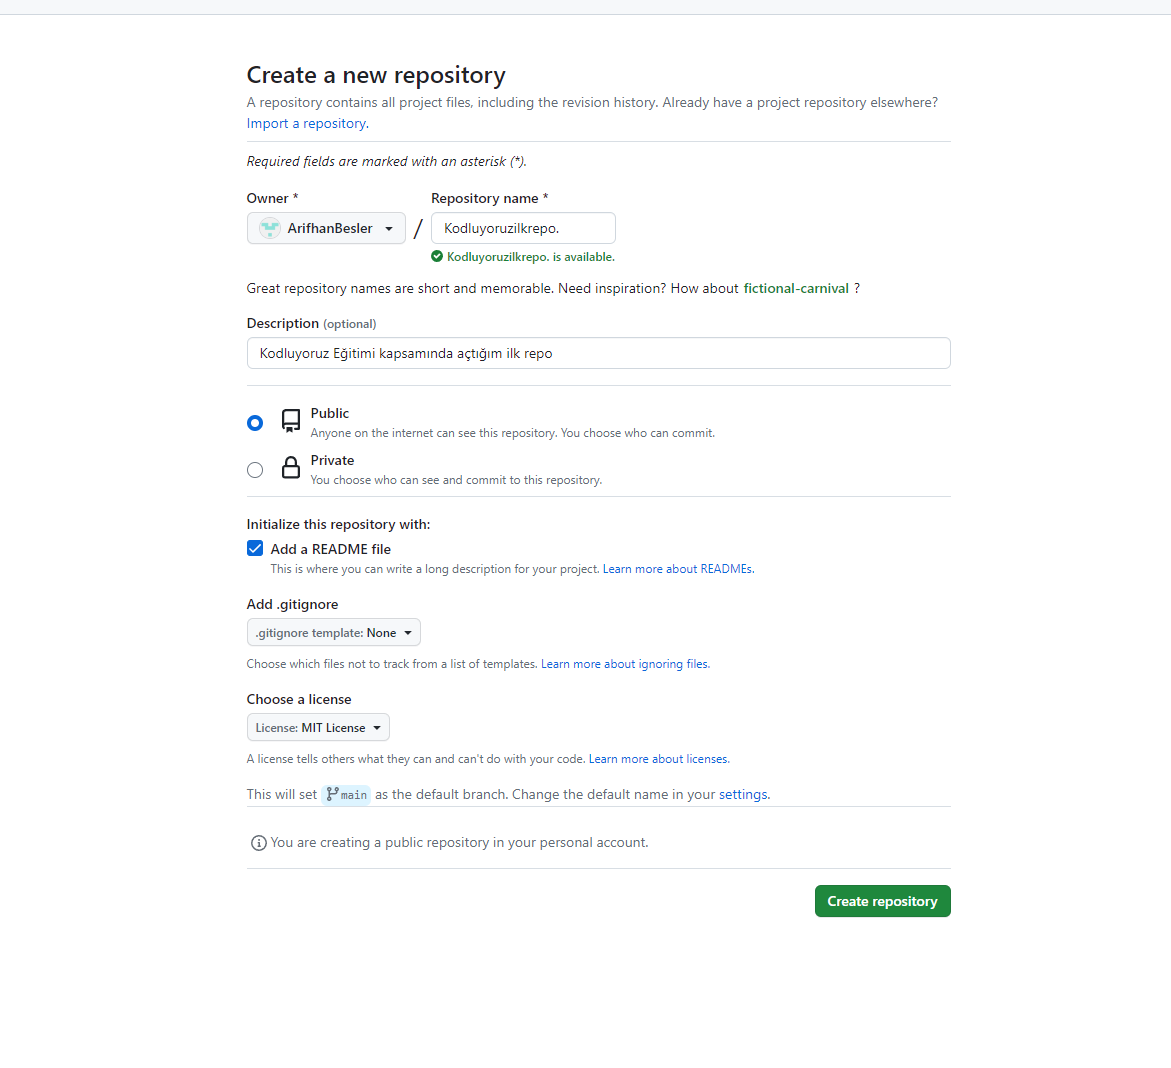 Create a new repository
A repository contains all project files, including the revision history. Already have a project repository elsewhere?
Import a repository.
Required fields are marked with an asterisk (*).
Owner * Repository name *
ArifhanBesler / Kodluyoruzilkrepo.
Kodluyoruzilkrepo. is available.
Great repository names are short and memorable. Need inspiration? How about fictional-carnival ?
Description (optional)
Kodluyoruz Eğitimi kapsamında açtığım ilk repo
Public
Anyone on the internet can see this repository. You choose who can commit.
Private
You choose who can see and commit to this repository.
Initialize this repository with:
Add a README file
This is where you can write a long description for your project. Learn more about READMEs.
Add .gitignore
.gitignore template: None
Choose which files not to track from a list of templates. Learn more about ignoring files.
Choose a license
License: MIT License
A license tells others what they can and can't do with your code. Learn more about licenses.
This will set main as the default branch. Change the default name in your settings.
You are creating a public repository in your personal account.
Create repository